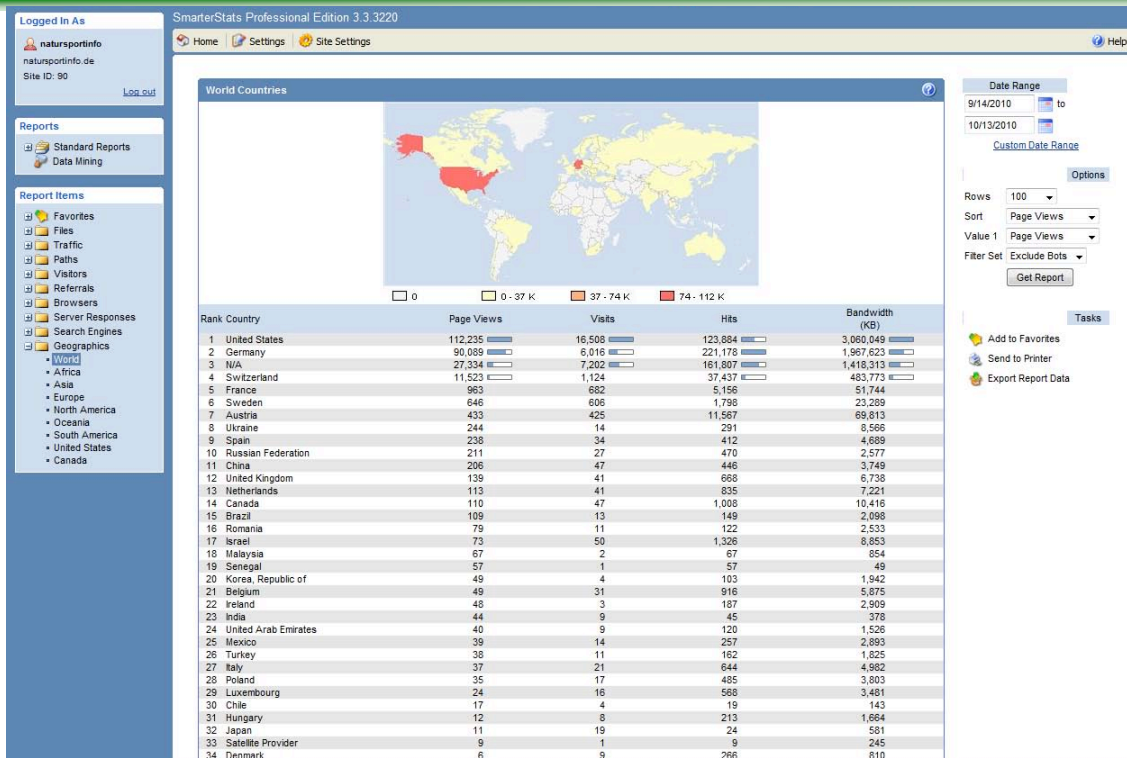 Logged In As
natursportinfo
natursportinfo.de
Site ID: 90
Log out
Reports
Standard Reports
Data Mining
Report Items
Favorites
Files
Traffic
Paths
Visitors
Referrals
Browsers
Server Responses
Search Engines
Geographics
World
Africa
Asia
Europe
North America
Oceania
South America
United States
Canada
SmarterStats Professional Edition 3.3.3220
Home Settings Site Settings Help
World Countries
0 0 - 37 K 37 - 74 K 74 - 112 K
Rank Country Page Views Visits Hits Bandwidth (KB)
1 United States 112,235 16,508 123,884 3,060,049
2 Germany 90,089 6,016 221,178 1,967,623
3 N/A 27,334 7,202 161,807 1,418,313
4 Switzerland 11,523 1,124 37,437 483,773
5 France 963 682 5,156 51,744
6 Sweden 646 606 1,798 23,289
7 Austria 433 425 11,567 69,813
8 Ukraine 244 14 291 8,566
9 Spain 238 34 412 4,689
10 Russian Federation 211 27 470 2,577
11 China 206 47 446 3,749
12 United Kingdom 139 41 668 6,738
13 Netherlands 113 41 835 7,221
14 Canada 110 47 1,008 10,416
15 Brazil 109 13 149 2,098
16 Romania 79 11 122 2,533
17 Israel 73 50 1,326 8,853
18 Malaysia 67 2 67 854
19 Senegal 57 1 57 49
20 Korea, Republic of 49 4 103 1,942
21 Belgium 49 31 916 5,875
22 Ireland 48 3 187 2,909
23 India 44 9 45 378
24 United Arab Emirates 40 9 120 1,526
25 Mexico 39 14 257 2,893
26 Turkey 38 11 162 1,825
27 Italy 37 21 644 4,982
28 Poland 35 17 485 3,803
29 Luxembourg 24 16 568 3,481
30 Chile 17 4 19 143
31 Hungary 12 8 213 1,664
32 Japan 11 19 24 581
33 Satellite Provider 9 1 9 245
34 Denmark 6 9 266 810
Date Range
9/14/2010 to
10/13/2010
Custom Date Range
Options
Rows 100
Sort Page Views
Value 1 Page Views
Filter Set Exclude Bots
Get Report
Tasks
Add to Favorites
Send to Printer
Export Report Data